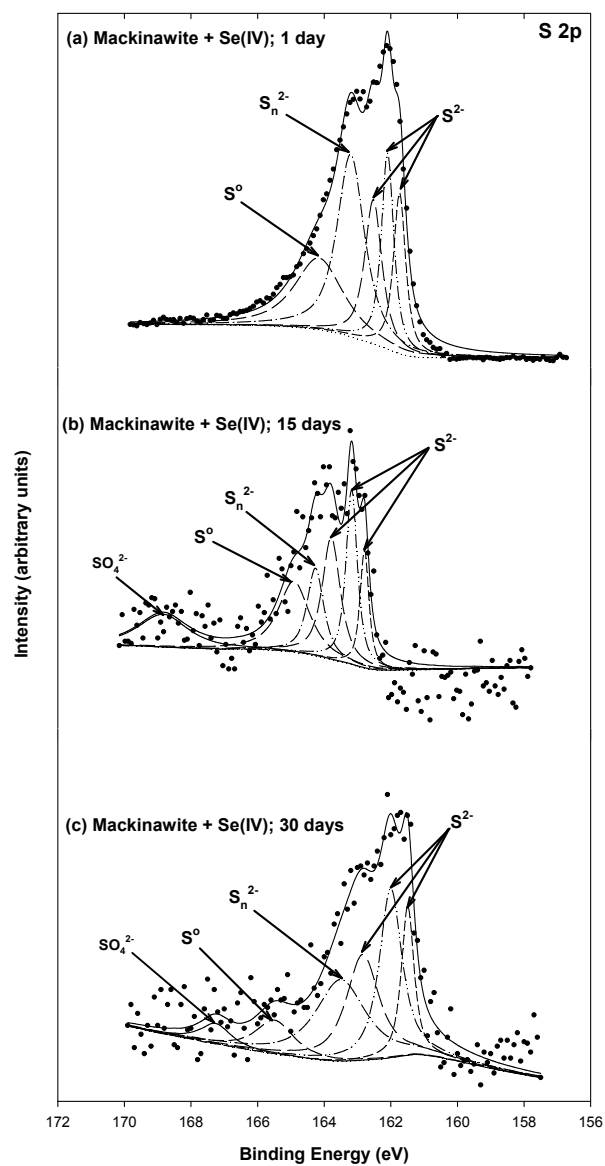 (a) Mackinawite + Se(IV); 1 day
S 2p
Sₙ²⁻
S²⁻
Sᵒ
(b) Mackinawite + Se(IV); 15 days
S²⁻
Sₙ²⁻
Sᵒ
SO₄²⁻
Intensity (arbitrary units)
(c) Mackinawite + Se(IV); 30 days
S²⁻
Sₙ²⁻
Sᵒ
SO₄²⁻
172 170 168 166 164 162 160 158 156
Binding Energy (eV)